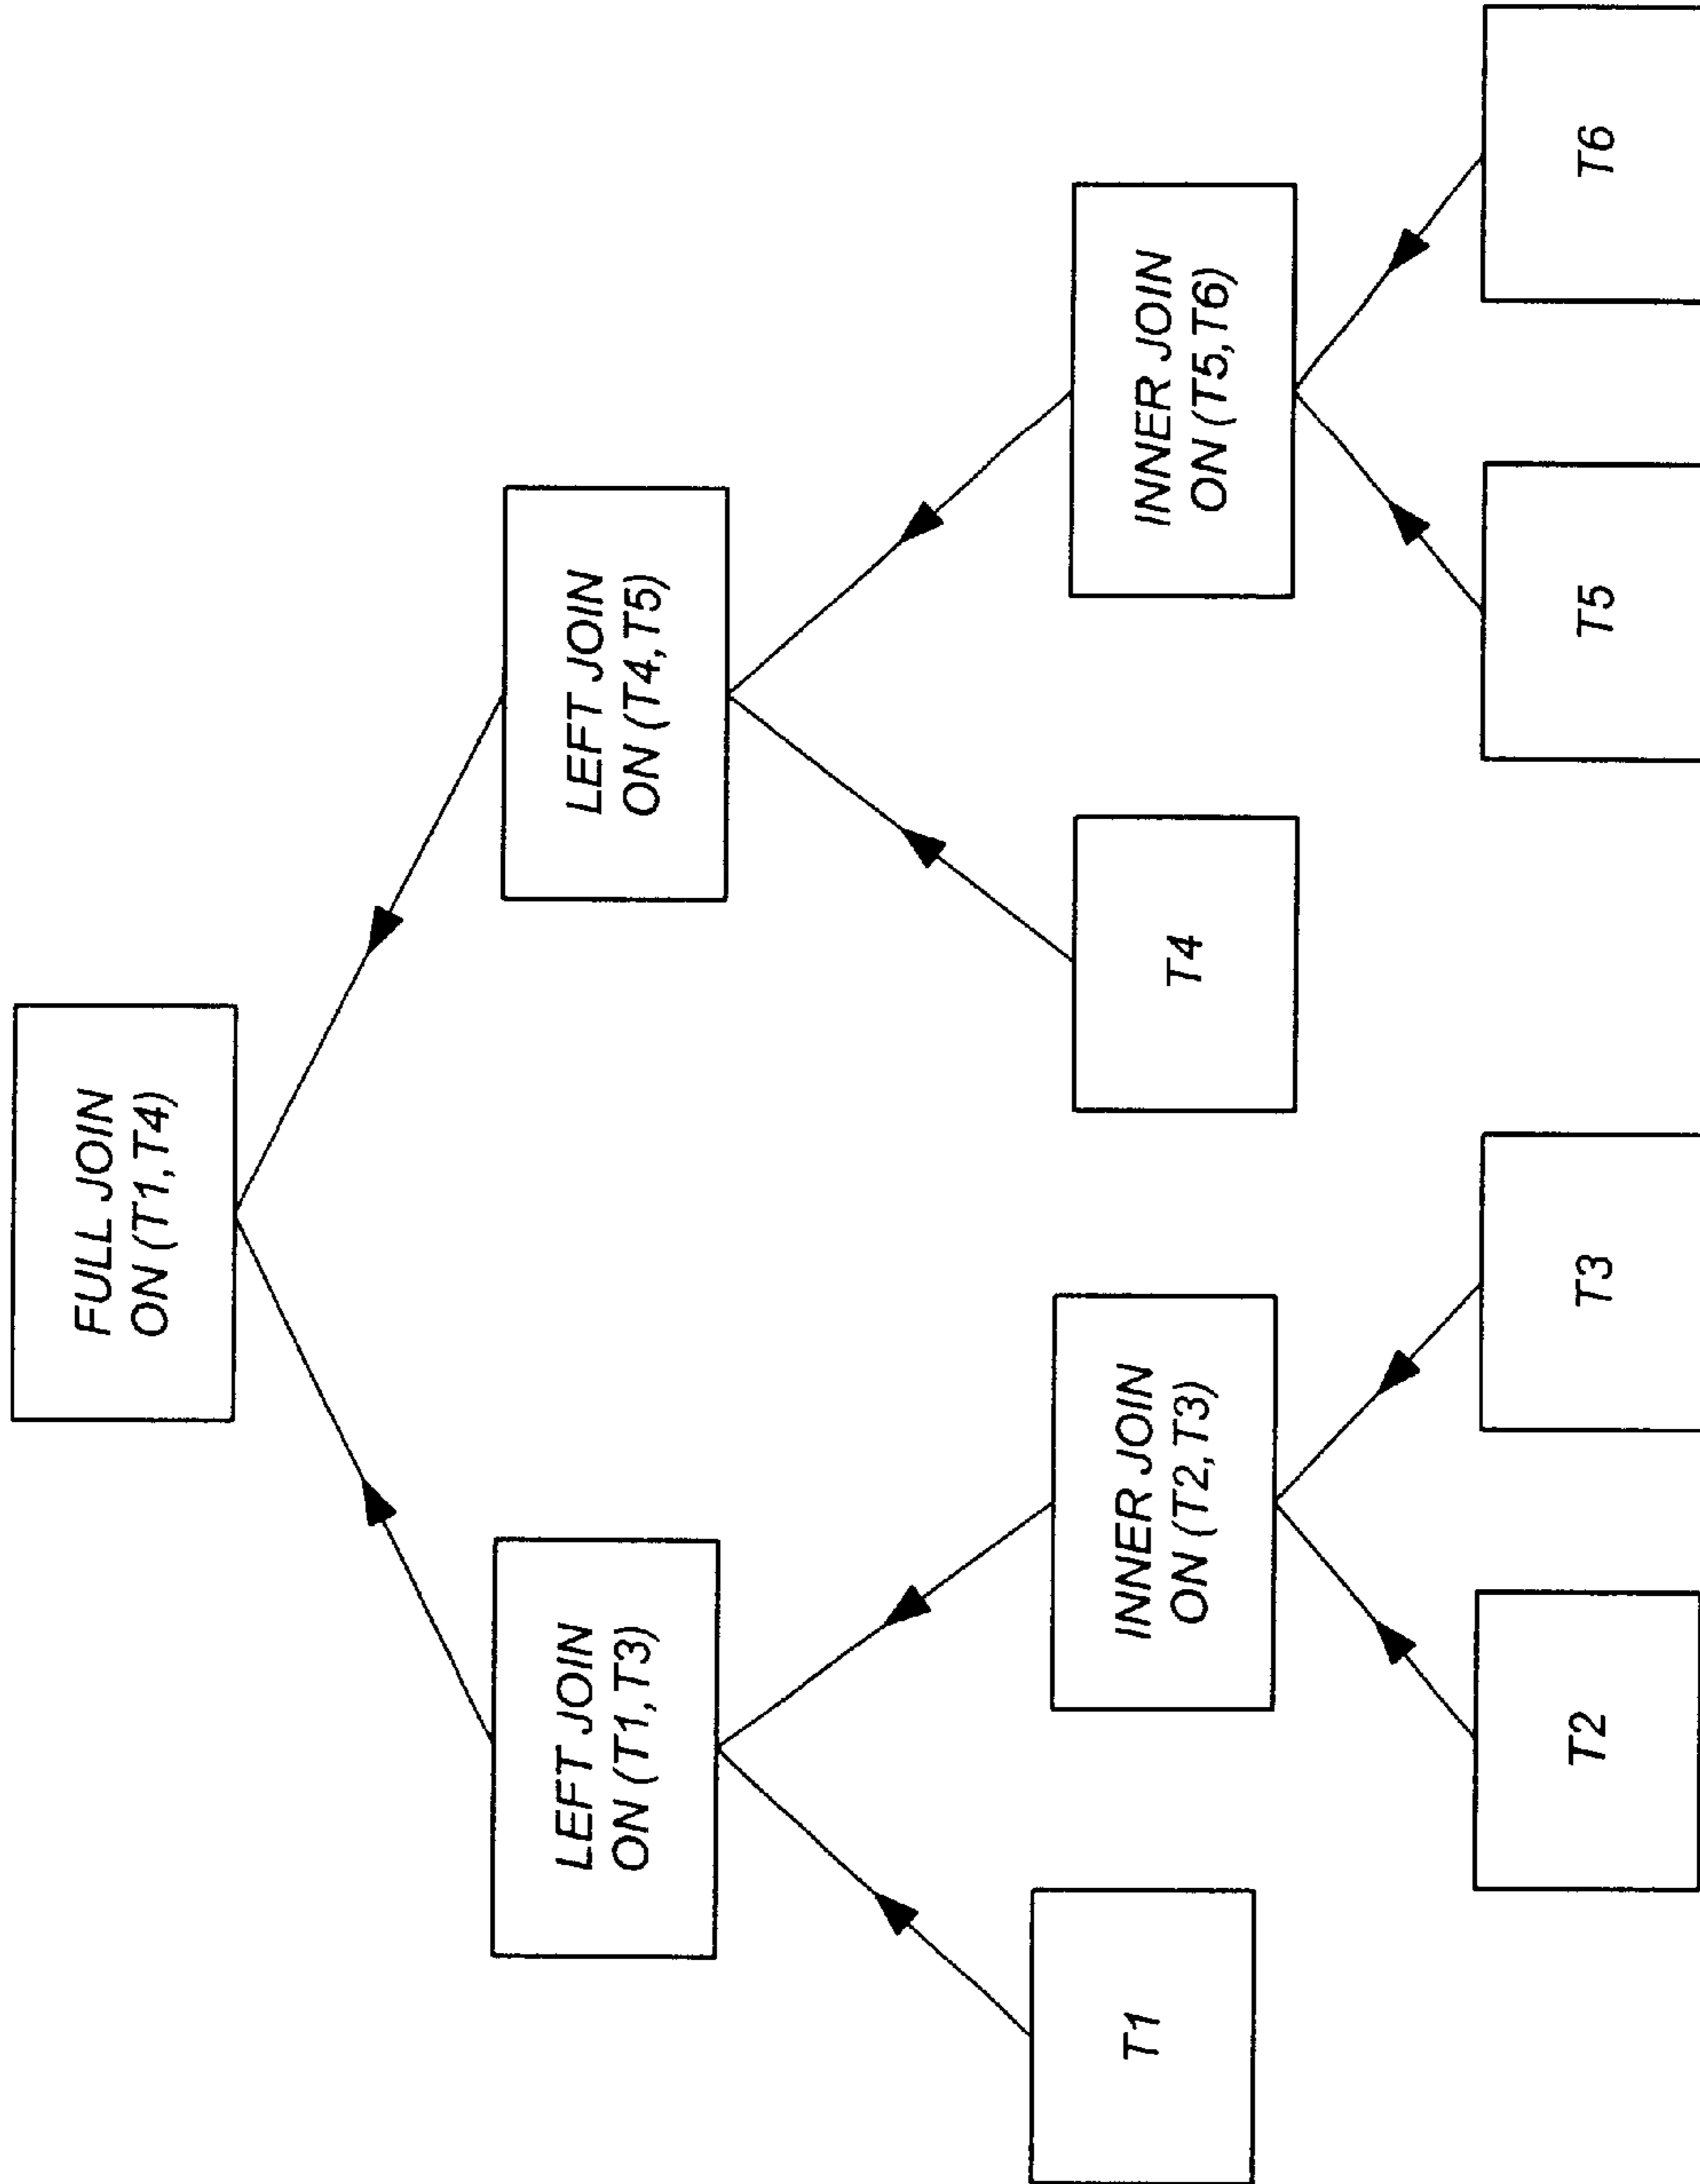 FULL JOIN
ON (T1,T4)
LEFT JOIN
ON (T1,T3)
LEFT JOIN
ON (T4,T5)
T1
INNER JOIN
ON (T2,T3)
T4
INNER JOIN
ON (T5,T6)
T2
T3
T5
T6